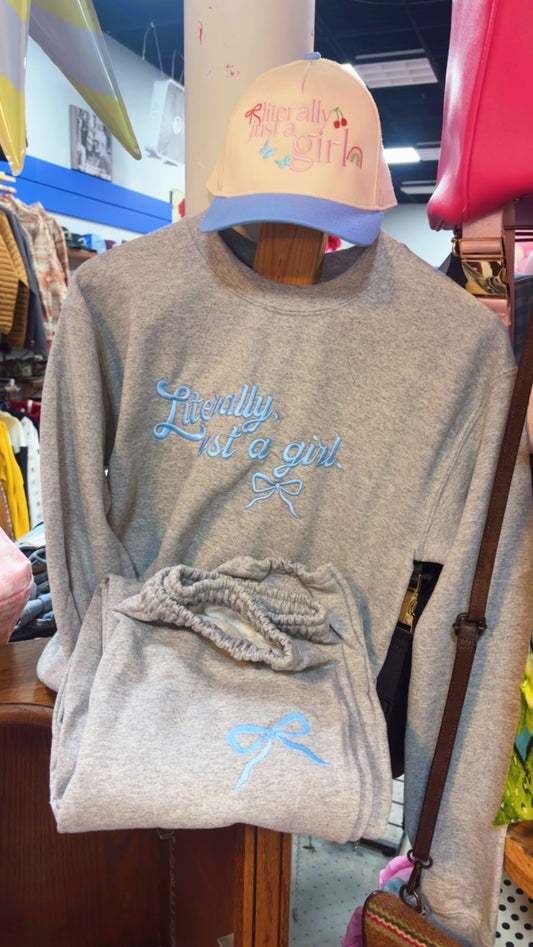 literally
just a
girl
Literally,
just a girl.